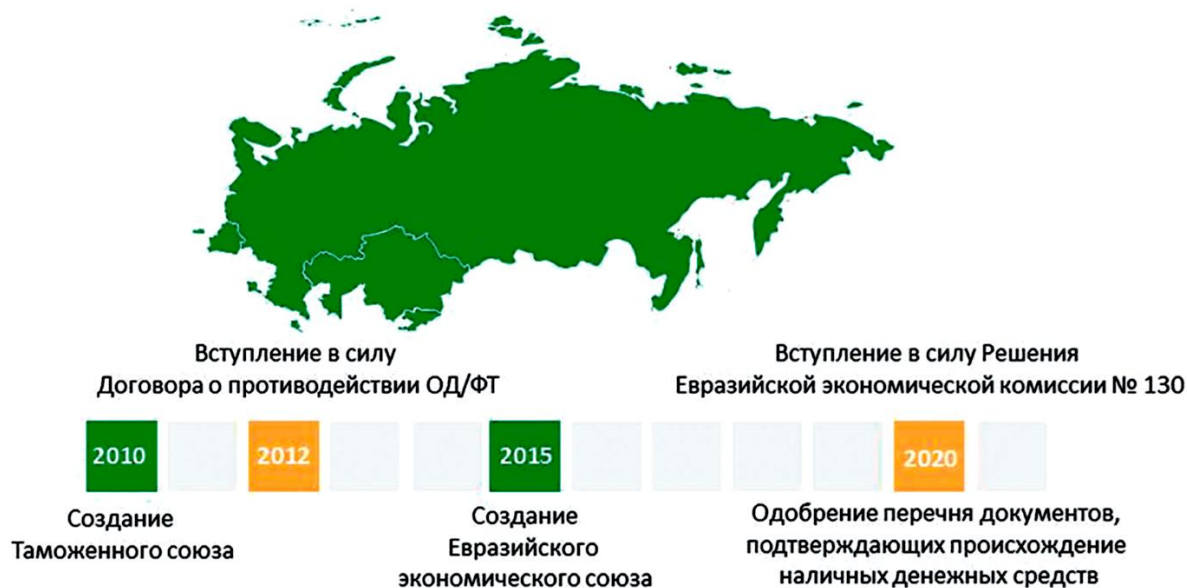 Вступление в силу
Договора о противодействии ОД/ФТ
Вступление в силу Решения
Евразийской экономической комиссии № 130
2010
2012
2015
2020
Создание
Таможенного союза
Создание
Евразийского
экономического союза
Одобрение перечня документов,
подтверждающих происхождение
наличных денежных средств